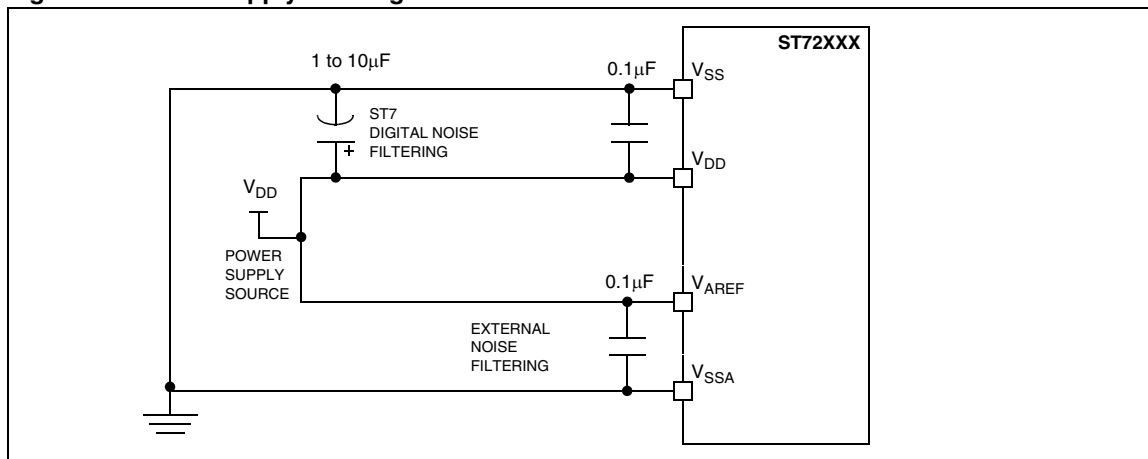 ST72XXX
1 to 10μF
0.1μF
VSS
ST7
DIGITAL NOISE
FILTERING
+
VDD
VDD
POWER
SUPPLY
SOURCE
0.1μF
VAREF
EXTERNAL
NOISE
FILTERING
VSSA